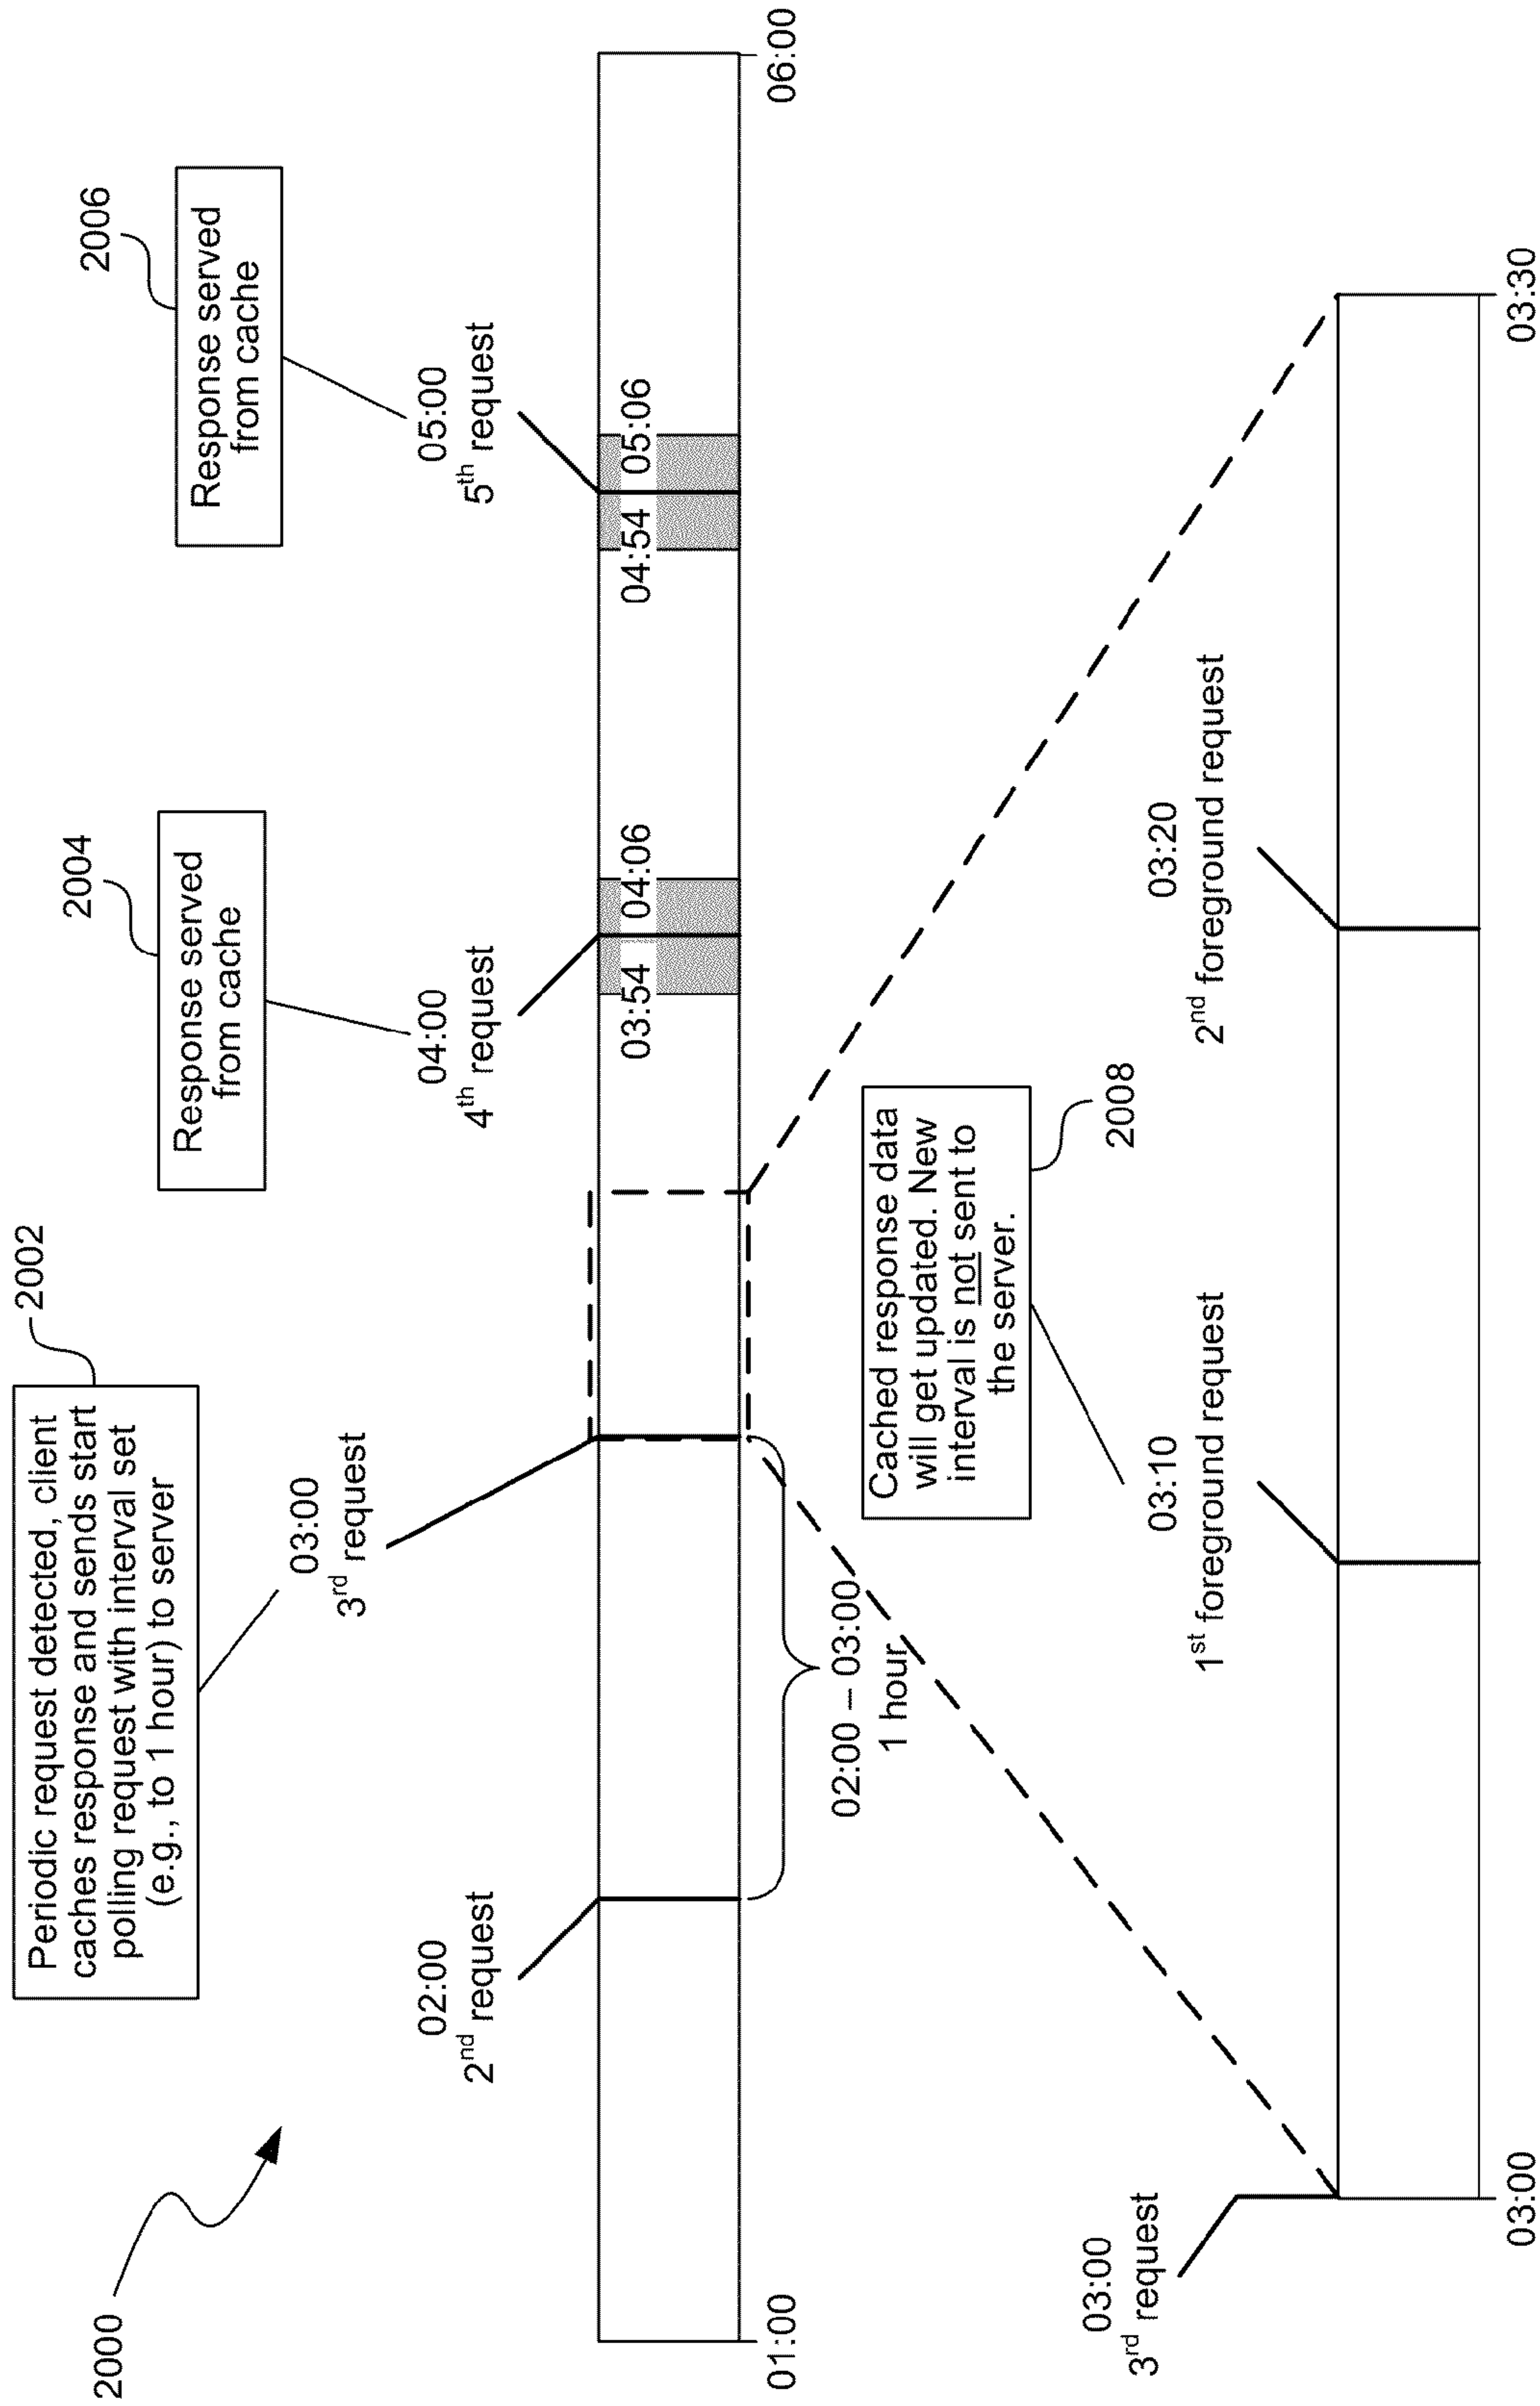 2000
2002
Periodic request detected, client
caches response and sends start
polling request with interval set
(e.g., to 1 hour) to server
2004
Response served
from cache
2006
Response served
from cache
02:00
2nd request
03:00
3rd request
04:00
4th request
05:00
5th request
03:54 04:06
04:54 05:06
01:00
06:00
02:00 – 03:00
1 hour
Cached response data
will get updated. New
interval is not sent to
the server.
2008
03:00
3rd request
03:10
1st foreground request
03:20
2nd foreground request
03:00
03:30